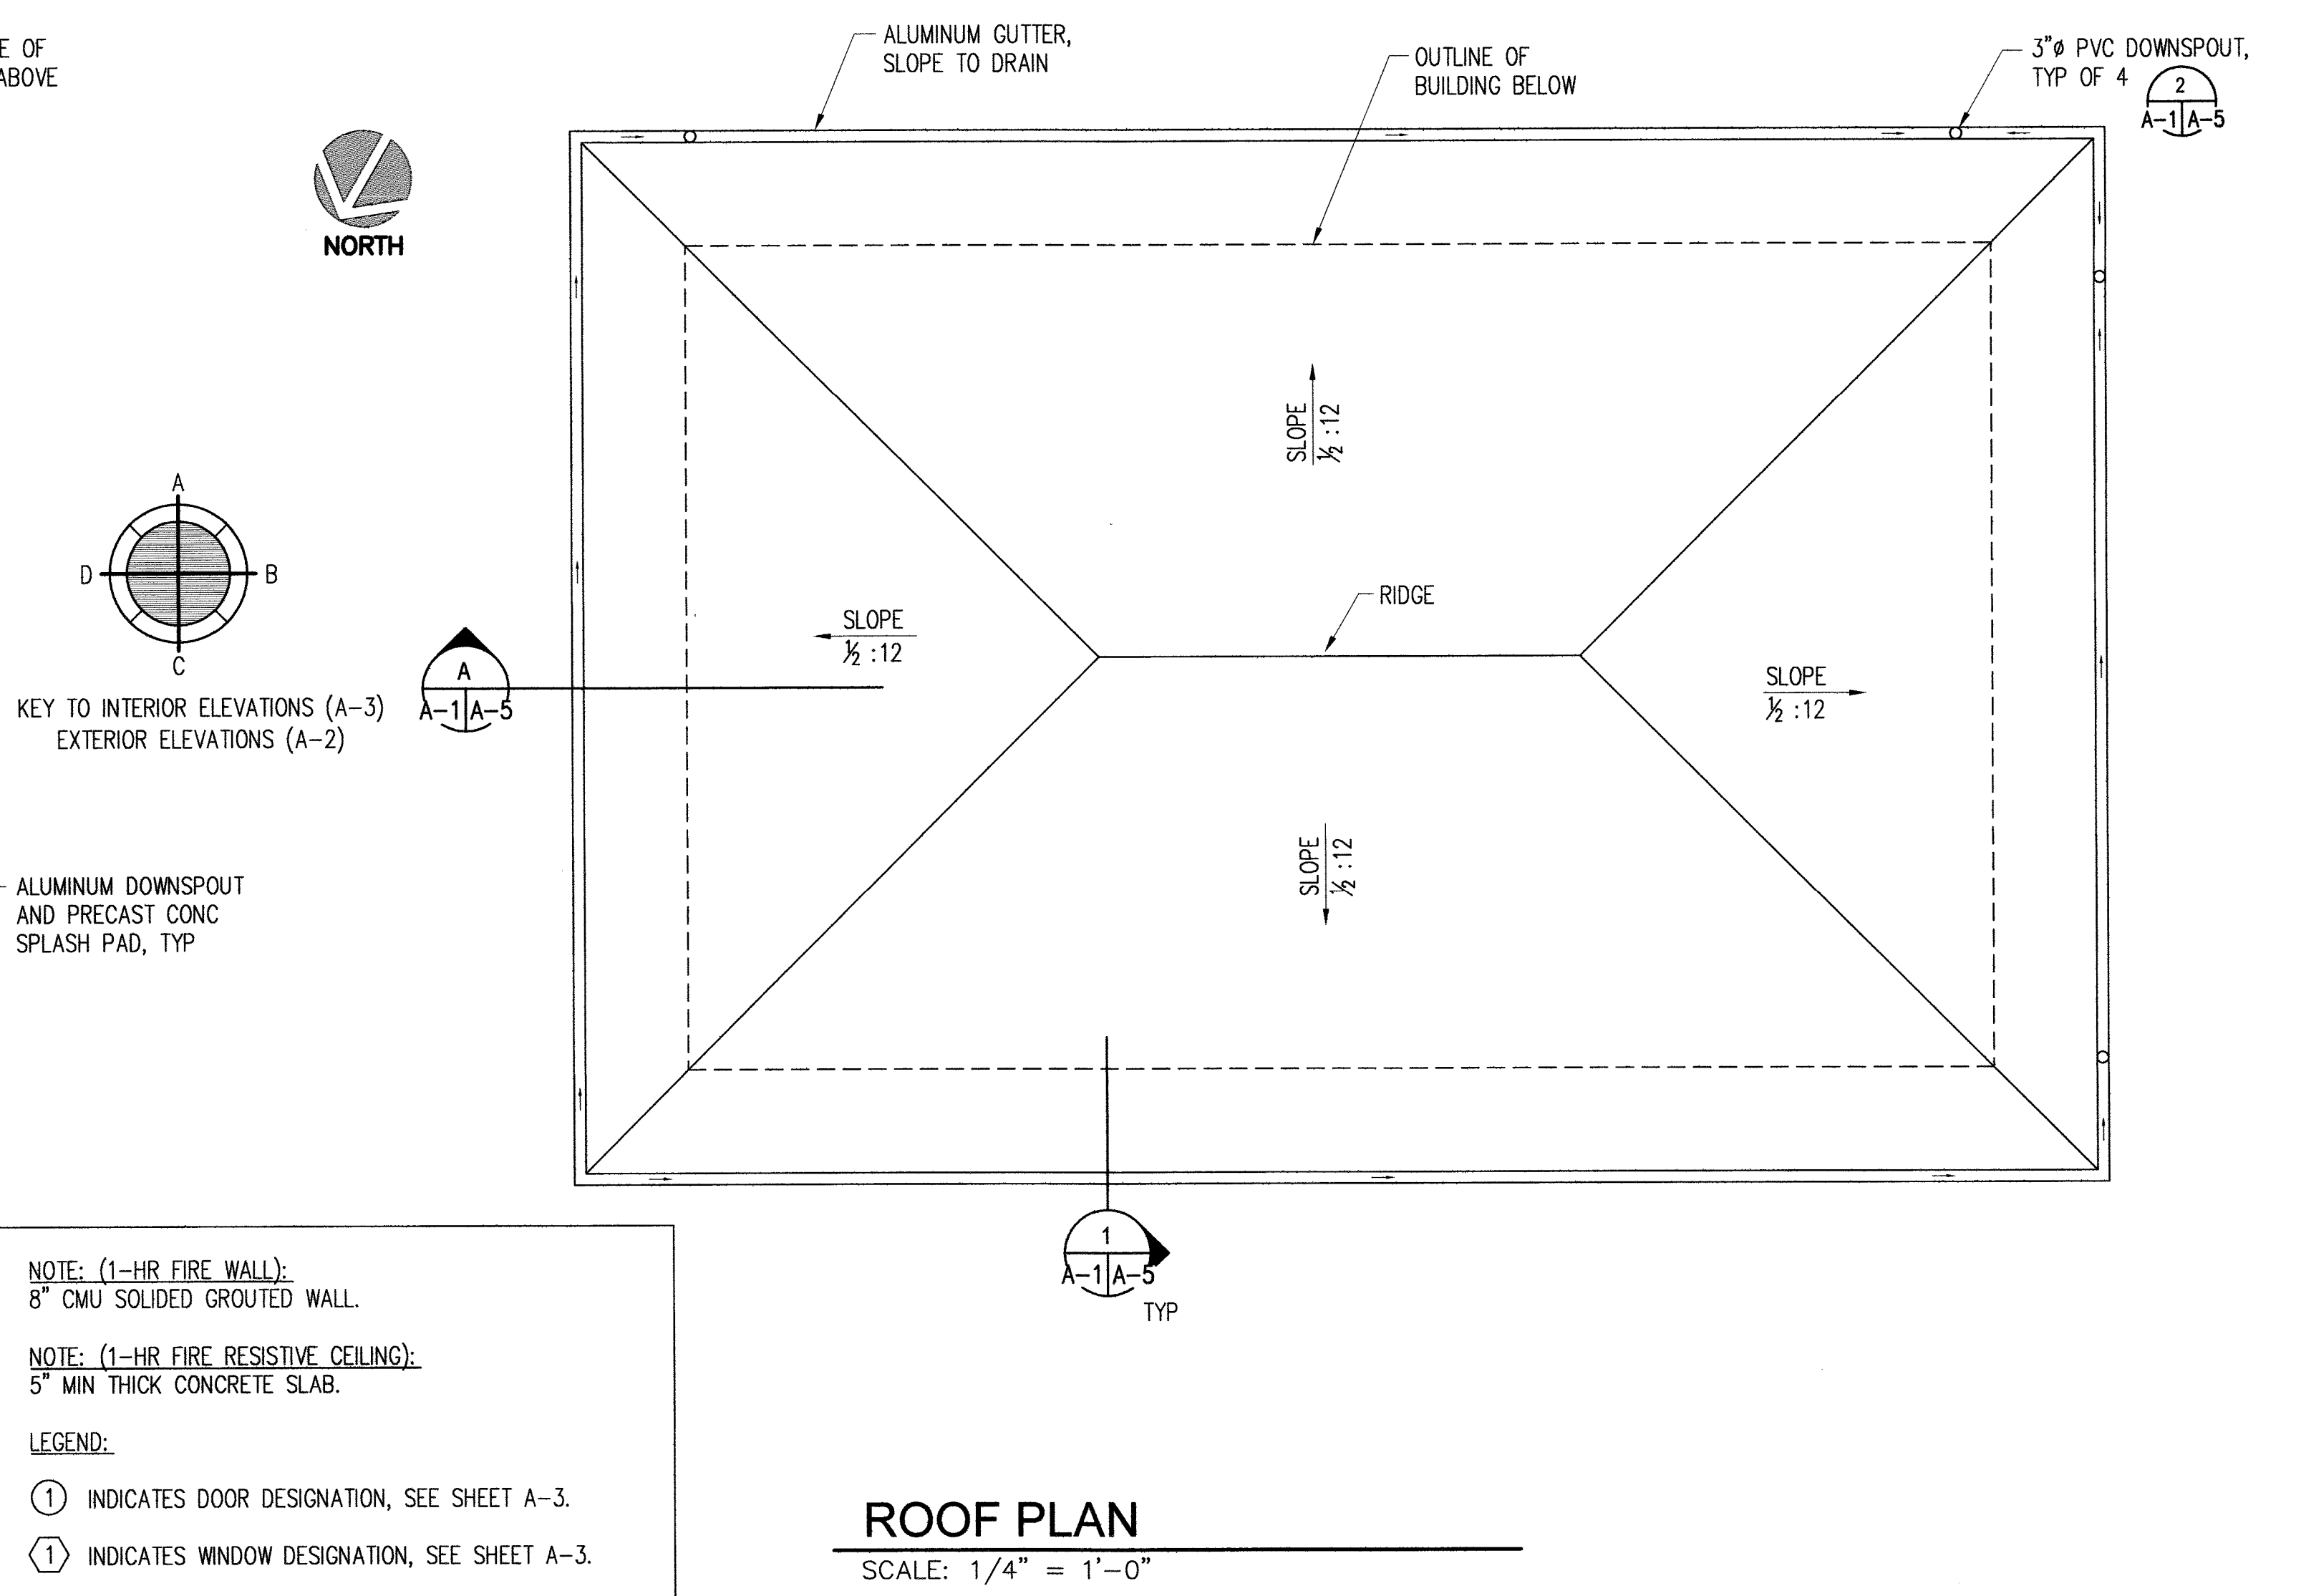 E OF
ABOVE
ALUMINUM GUTTER,
SLOPE TO DRAIN
OUTLINE OF
BUILDING BELOW
3"ø PVC DOWNSPOUT,
TYP OF 4
2
A-1 A-5
NORTH
SLOPE
½ :12
A
D B
C
KEY TO INTERIOR ELEVATIONS (A-3)
EXTERIOR ELEVATIONS (A-2)
A
A-1 A-5
SLOPE
½ :12
RIDGE
SLOPE
½ :12
SLOPE
½ :12
ALUMINUM DOWNSPOUT
AND PRECAST CONC
SPLASH PAD, TYP
1
A-1 A-5
TYP
NOTE: (1-HR FIRE WALL):
8" CMU SOLIDED GROUTED WALL.
NOTE: (1-HR FIRE RESISTIVE CEILING):
5" MIN THICK CONCRETE SLAB.
LEGEND:
1 INDICATES DOOR DESIGNATION, SEE SHEET A-3.
1 INDICATES WINDOW DESIGNATION, SEE SHEET A-3.
ROOF PLAN
SCALE: 1/4" = 1'-0"